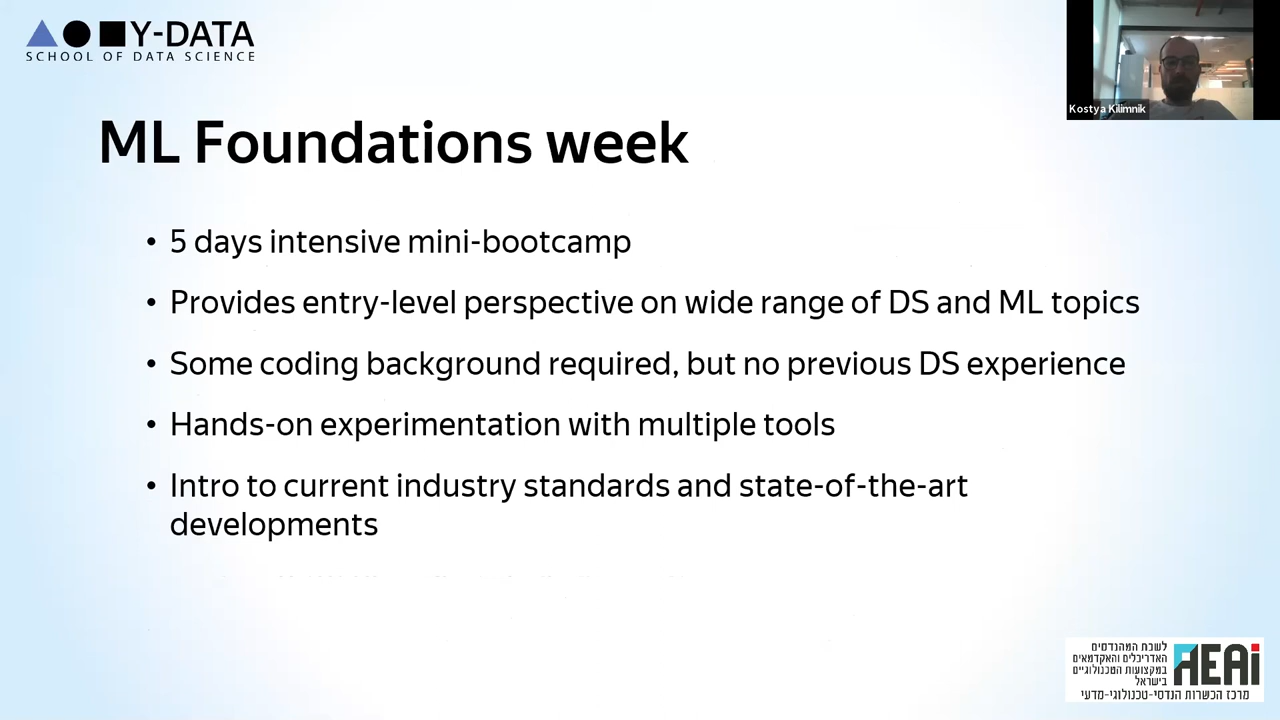 Y-DATA
SCHOOL OF DATA SCIENCE
Kostya Kilimnik
ML Foundations week
• 5 days intensive mini-bootcamp
• Provides entry-level perspective on wide range of DS and ML topics
• Some coding background required, but no previous DS experience
• Hands-on experimentation with multiple tools
• Intro to current industry standards and state-of-the-art
developments
לשכת המהנדסים
האדריכלים והאקדמאים
במקצועות הטכנולוגיים
בישראל
AEAi
מרכז הכשרות הנדסי-טכנולוגי-מדעי